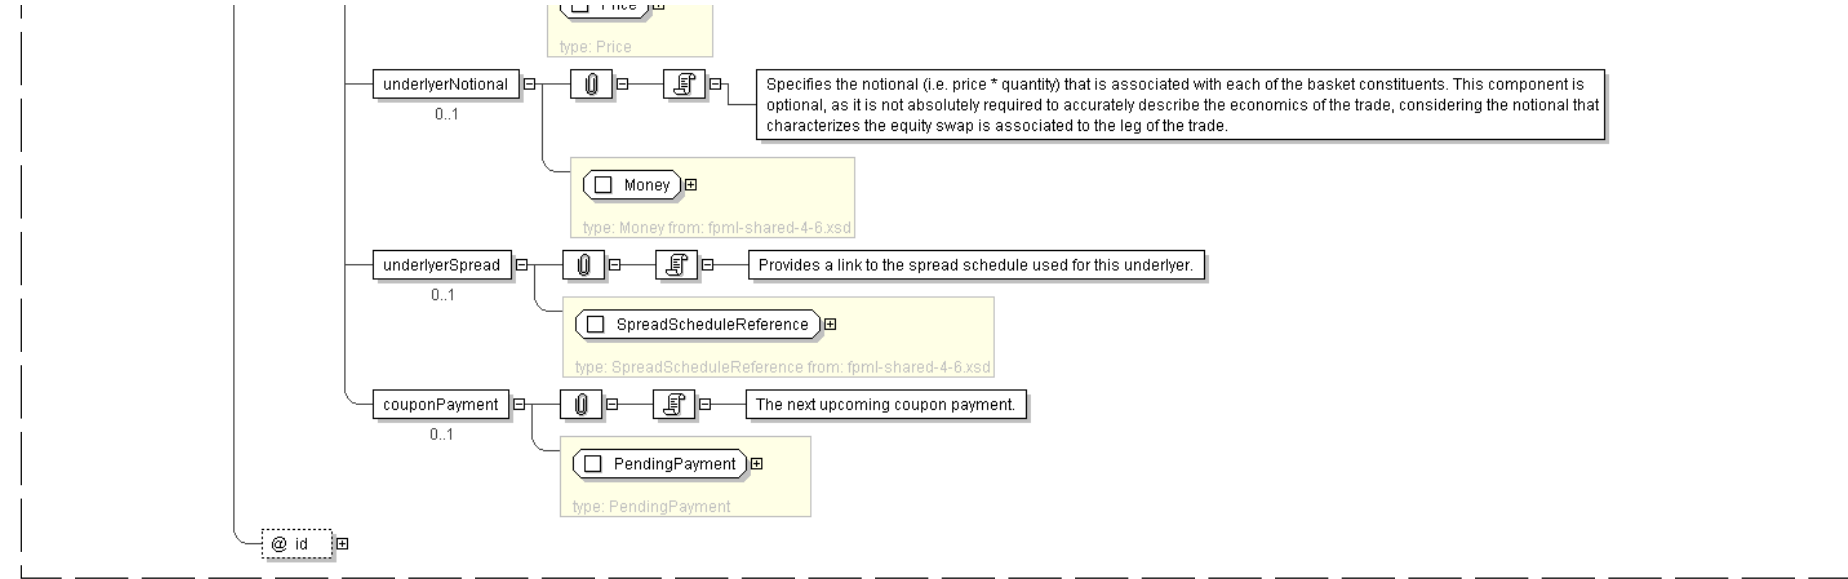 Price
type: Price
underlyerNotional
0..1
Specifies the notional (i.e. price * quantity) that is associated with each of the basket constituents. This component is
optional, as it is not absolutely required to accurately describe the economics of the trade, considering the notional that
characterizes the equity swap is associated to the leg of the trade.
Money
type: Money from: fpml-shared-4-6.xsd
underlyerSpread
0..1
Provides a link to the spread schedule used for this underlyer.
SpreadScheduleReference
type: SpreadScheduleReference from: fpml-shared-4-6.xsd
couponPayment
0..1
The next upcoming coupon payment.
PendingPayment
type: PendingPayment
@ id